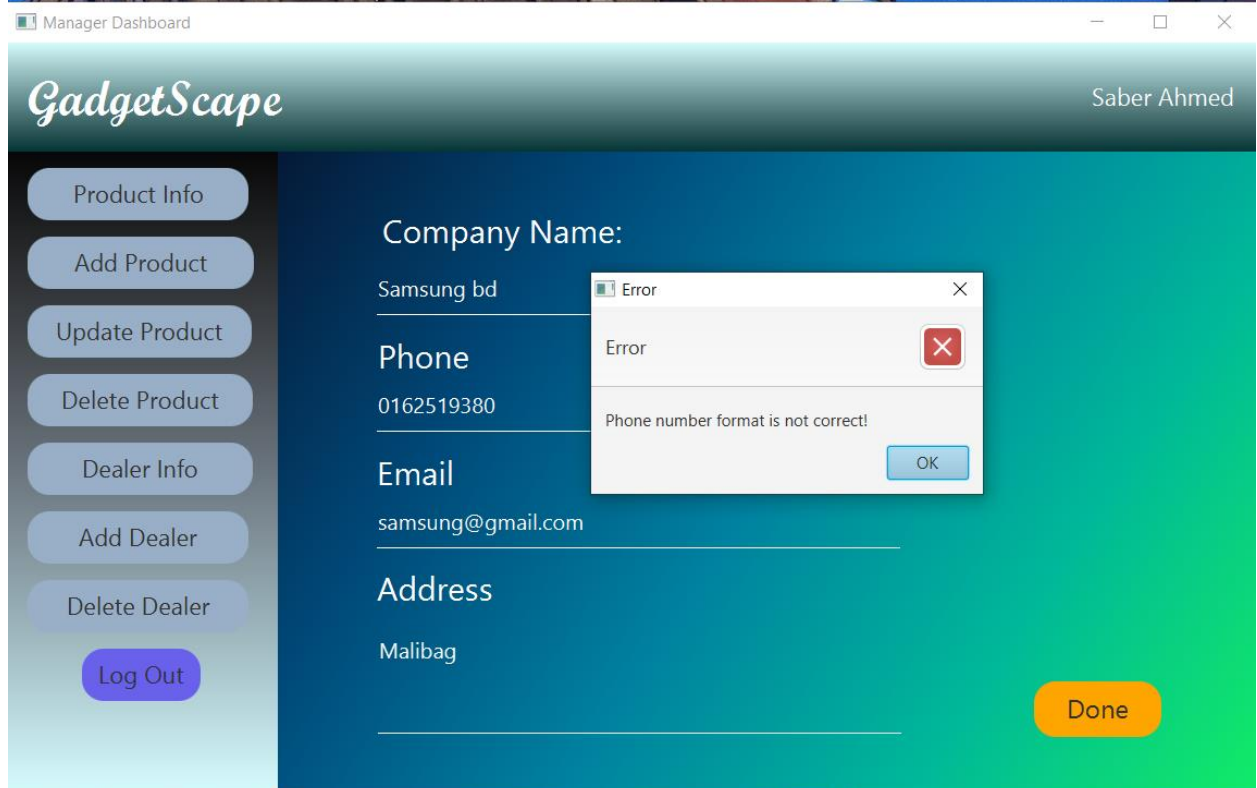 Manager Dashboard
GadgetScape
Saber Ahmed
Product Info
Add Product
Update Product
Delete Product
Dealer Info
Add Dealer
Delete Dealer
Log Out
Company Name:
Samsung bd
Phone
0162519380
Email
samsung@gmail.com
Address
Malibag
Done
Error
Error
Phone number format is not correct!
OK